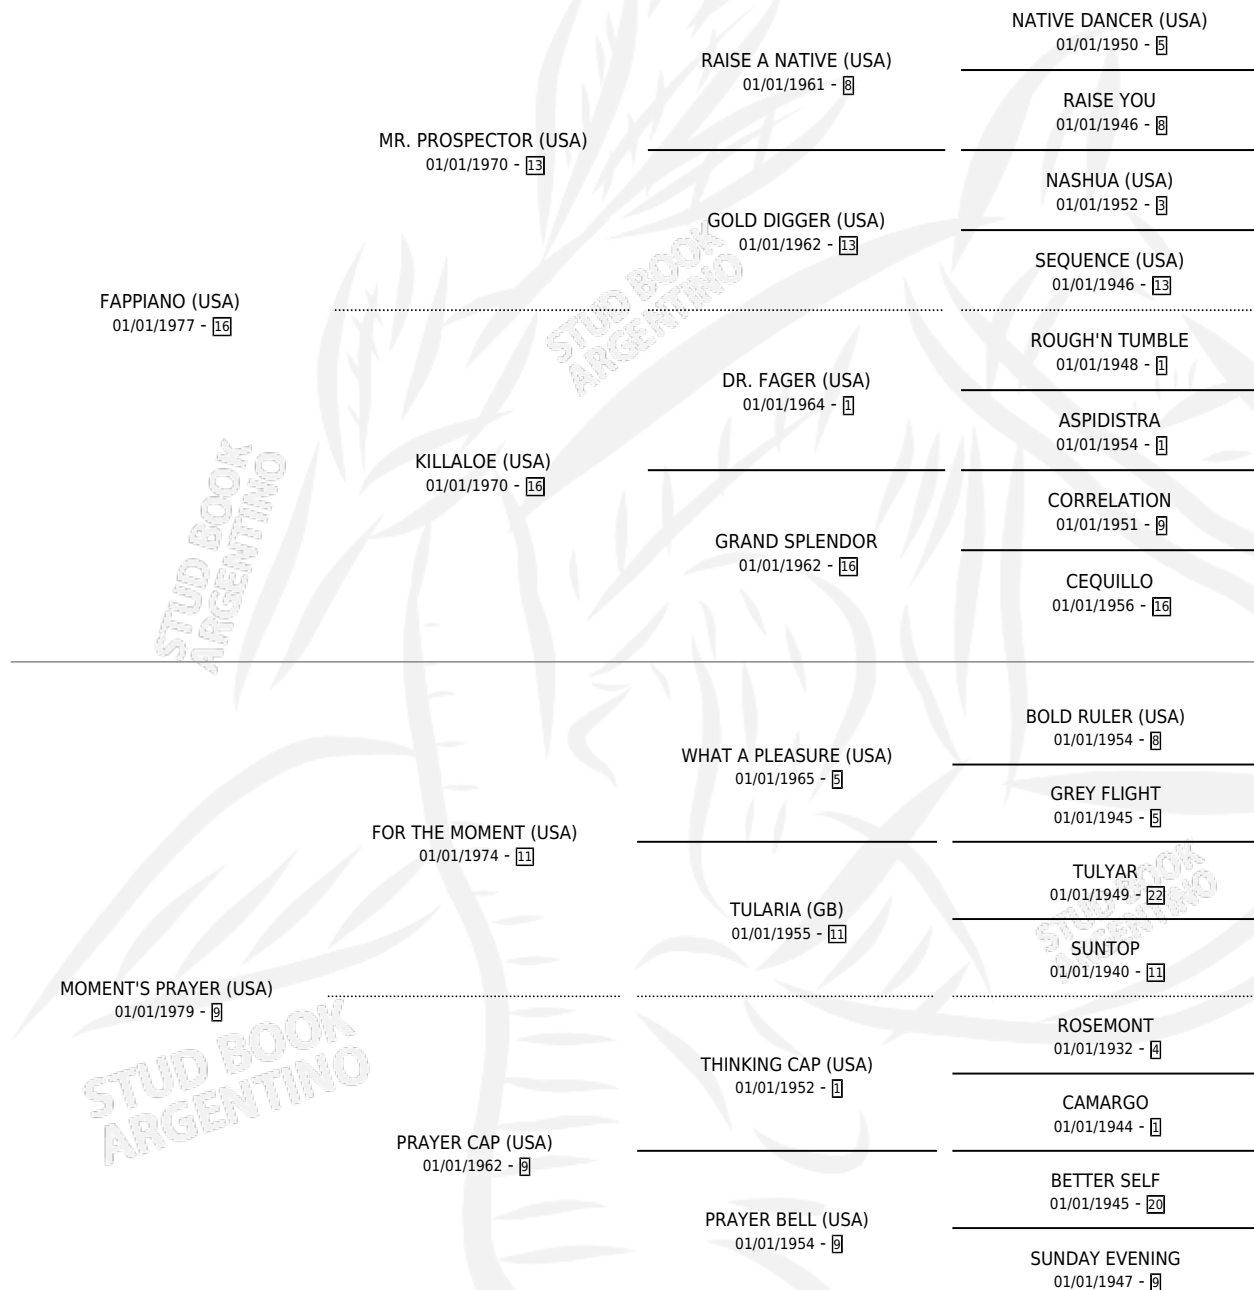 NATIVE DANCER (USA)
01/01/1950 - 5
RAISE A NATIVE (USA)
01/01/1961 - 8
RAISE YOU
01/01/1946 - 8
MR. PROSPECTOR (USA)
01/01/1970 - 13
NASHUA (USA)
01/01/1952 - 3
GOLD DIGGER (USA)
01/01/1962 - 13
SEQUENCE (USA)
01/01/1946 - 13
FAPPIANO (USA)
01/01/1977 - 16
ROUGH'N TUMBLE
01/01/1948 - 1
DR. FAGER (USA)
01/01/1964 - 1
ASPIDISTRA
01/01/1954 - 1
KILLALOE (USA)
01/01/1970 - 16
CORRELATION
01/01/1951 - 9
GRAND SPLENDOR
01/01/1962 - 16
CEQUILLO
01/01/1956 - 16
BOLD RULER (USA)
01/01/1954 - 8
WHAT A PLEASURE (USA)
01/01/1965 - 5
GREY FLIGHT
01/01/1945 - 5
FOR THE MOMENT (USA)
01/01/1974 - 11
TULYAR
01/01/1949 - 22
TULARIA (GB)
01/01/1955 - 11
SUNTOP
01/01/1940 - 11
MOMENT'S PRAYER (USA)
01/01/1979 - 9
ROSEMONT
01/01/1932 - 4
THINKING CAP (USA)
01/01/1952 - 1
CAMARGO
01/01/1944 - 1
PRAYER CAP (USA)
01/01/1962 - 9
BETTER SELF
01/01/1945 - 20
PRAYER BELL (USA)
01/01/1954 - 9
SUNDAY EVENING
01/01/1947 - 9
STUD BOOK
ARGENTINO
STUD BOOK
ARGENTINO
STUD BOOK
ARGENTINO
STUD BOOK
ARGENTINO